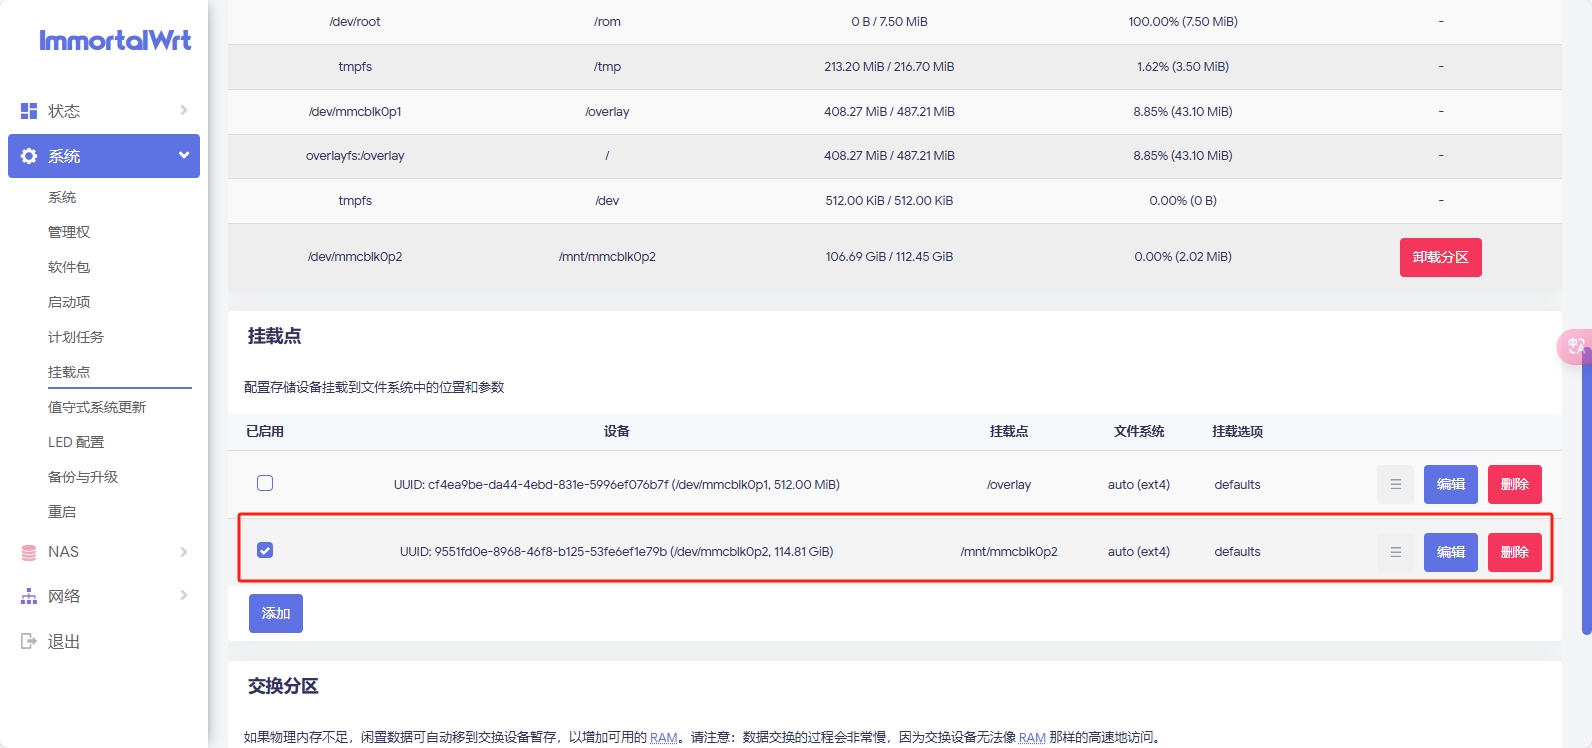 ImmortalWrt
状态
系统
系统
管理权
软件包
启动项
计划任务
挂载点
值守式系统更新
LED 配置
备份与升级
重启
NAS
网络
退出
/dev/root /rom 0 B / 7.50 MiB 100.00% (7.50 MiB) -
tmpfs /tmp 213.20 MiB / 216.70 MiB 1.62% (3.50 MiB) -
/dev/mmcblk0p1 /overlay 408.27 MiB / 487.21 MiB 8.85% (43.10 MiB) -
overlayfs:/overlay / 408.27 MiB / 487.21 MiB 8.85% (43.10 MiB) -
tmpfs /dev 512.00 KiB / 512.00 KiB 0.00% (0 B) -
/dev/mmcblk0p2 /mnt/mmcblk0p2 106.69 GiB / 112.45 GiB 0.00% (2.02 MiB) 卸载分区
挂载点
配置存储设备挂载到文件系统中的位置和参数
已启用 设备 挂载点 文件系统 挂载选项
UUID: cf4ea9be-da44-4ebd-831e-5996ef076b7f (/dev/mmcblk0p1, 512.00 MiB) /overlay auto (ext4) defaults ☰ 编辑 删除
UUID: 9551fd0e-8968-46f8-b125-53fe6ef1e79b (/dev/mmcblk0p2, 114.81 GiB) /mnt/mmcblk0p2 auto (ext4) defaults ☰ 编辑 删除
添加
交换分区
如果物理内存不足，闲置数据可自动移到交换设备暂存，以增加可用的 RAM。请注意：数据交换的过程会非常慢，因为交换设备无法像 RAM 那样的高速地访问。